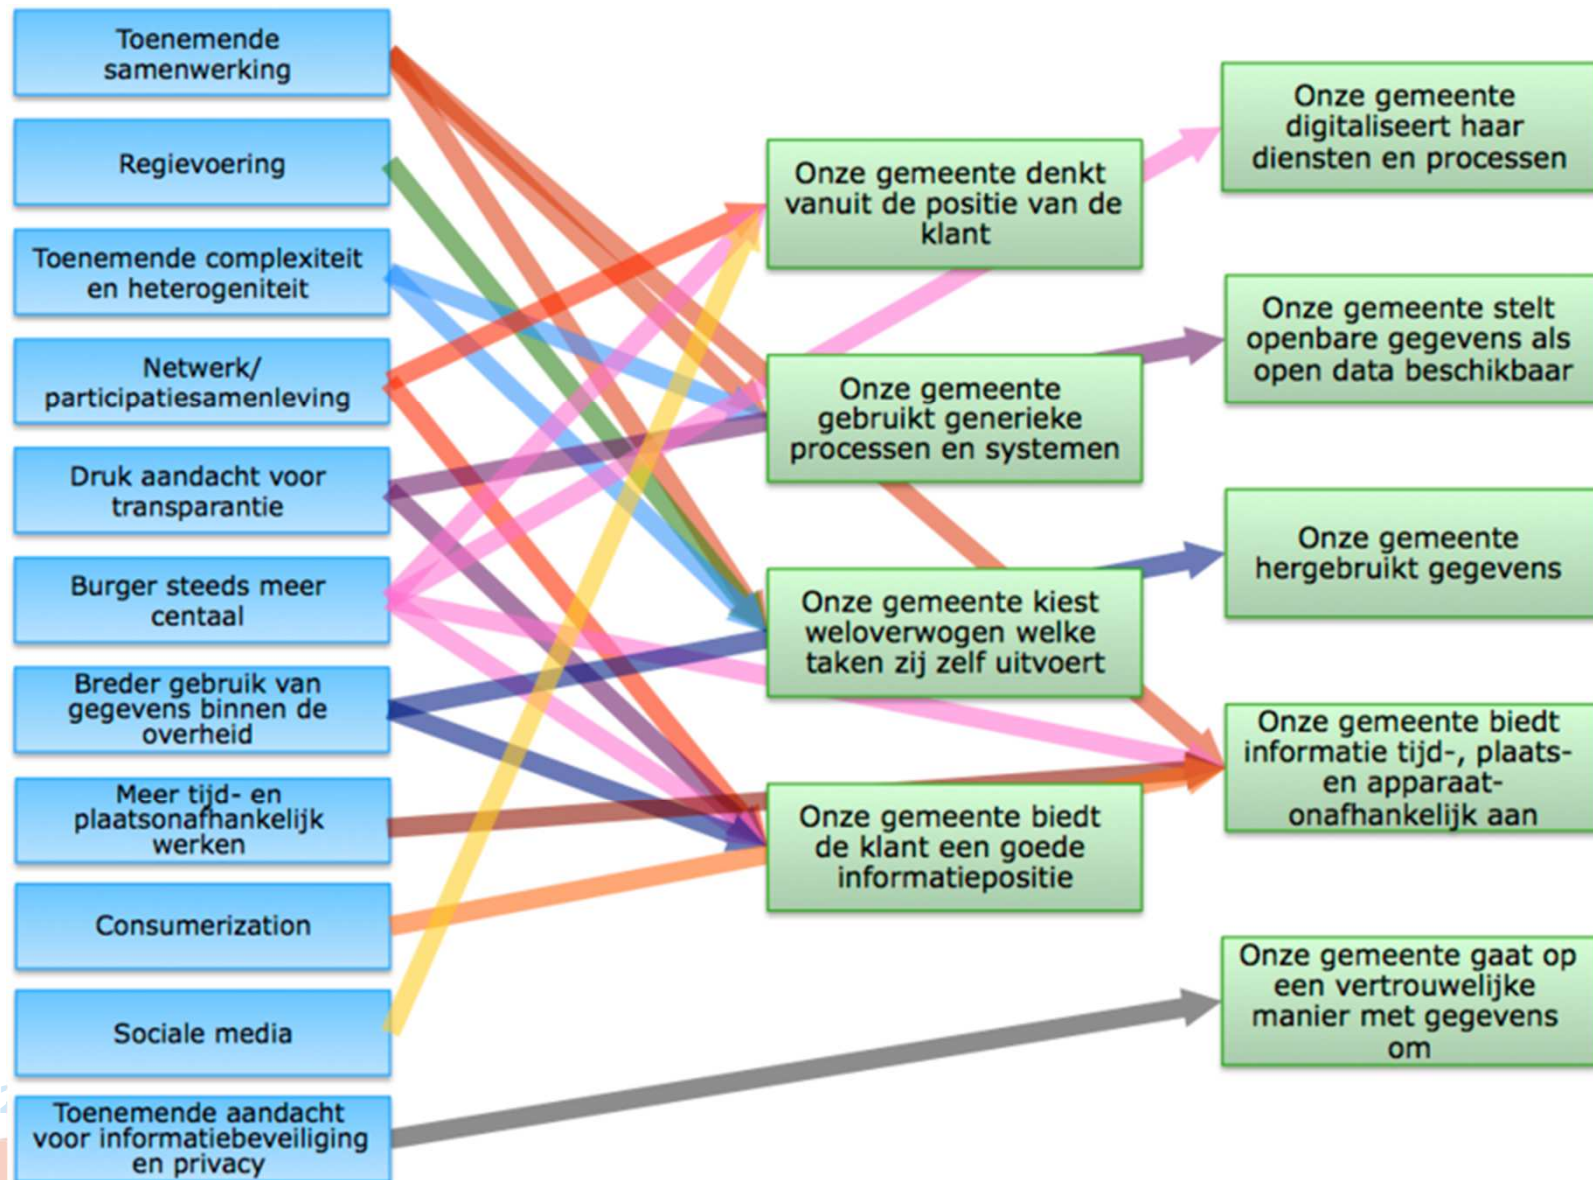 Toenemende
samenwerking
Regievoering
Toenemende complexiteit
en heterogeniteit
Netwerk/
participatiesamenleving
Druk aandacht voor
transparantie
Burger steeds meer
centaal
Breder gebruik van
gegevens binnen de
overheid
Meer tijd- en
plaatsonafhankelijk
werken
Consumerization
Sociale media
Toenemende aandacht
voor informatiebeveiliging
en privacy
Onze gemeente denkt
vanuit de positie van de
klant
Onze gemeente
gebruikt generieke
processen en systemen
Onze gemeente kiest
weloverwogen welke
taken zij zelf uitvoert
Onze gemeente biedt
de klant een goede
informatiepositie
Onze gemeente
digitaliseert haar
diensten en processen
Onze gemeente stelt
openbare gegevens als
open data beschikbaar
Onze gemeente
hergebruikt gegevens
Onze gemeente biedt
informatie tijd-, plaats-
en apparaat-
onafhankelijk aan
Onze gemeente gaat op
een vertrouwelijke
manier met gegevens
om